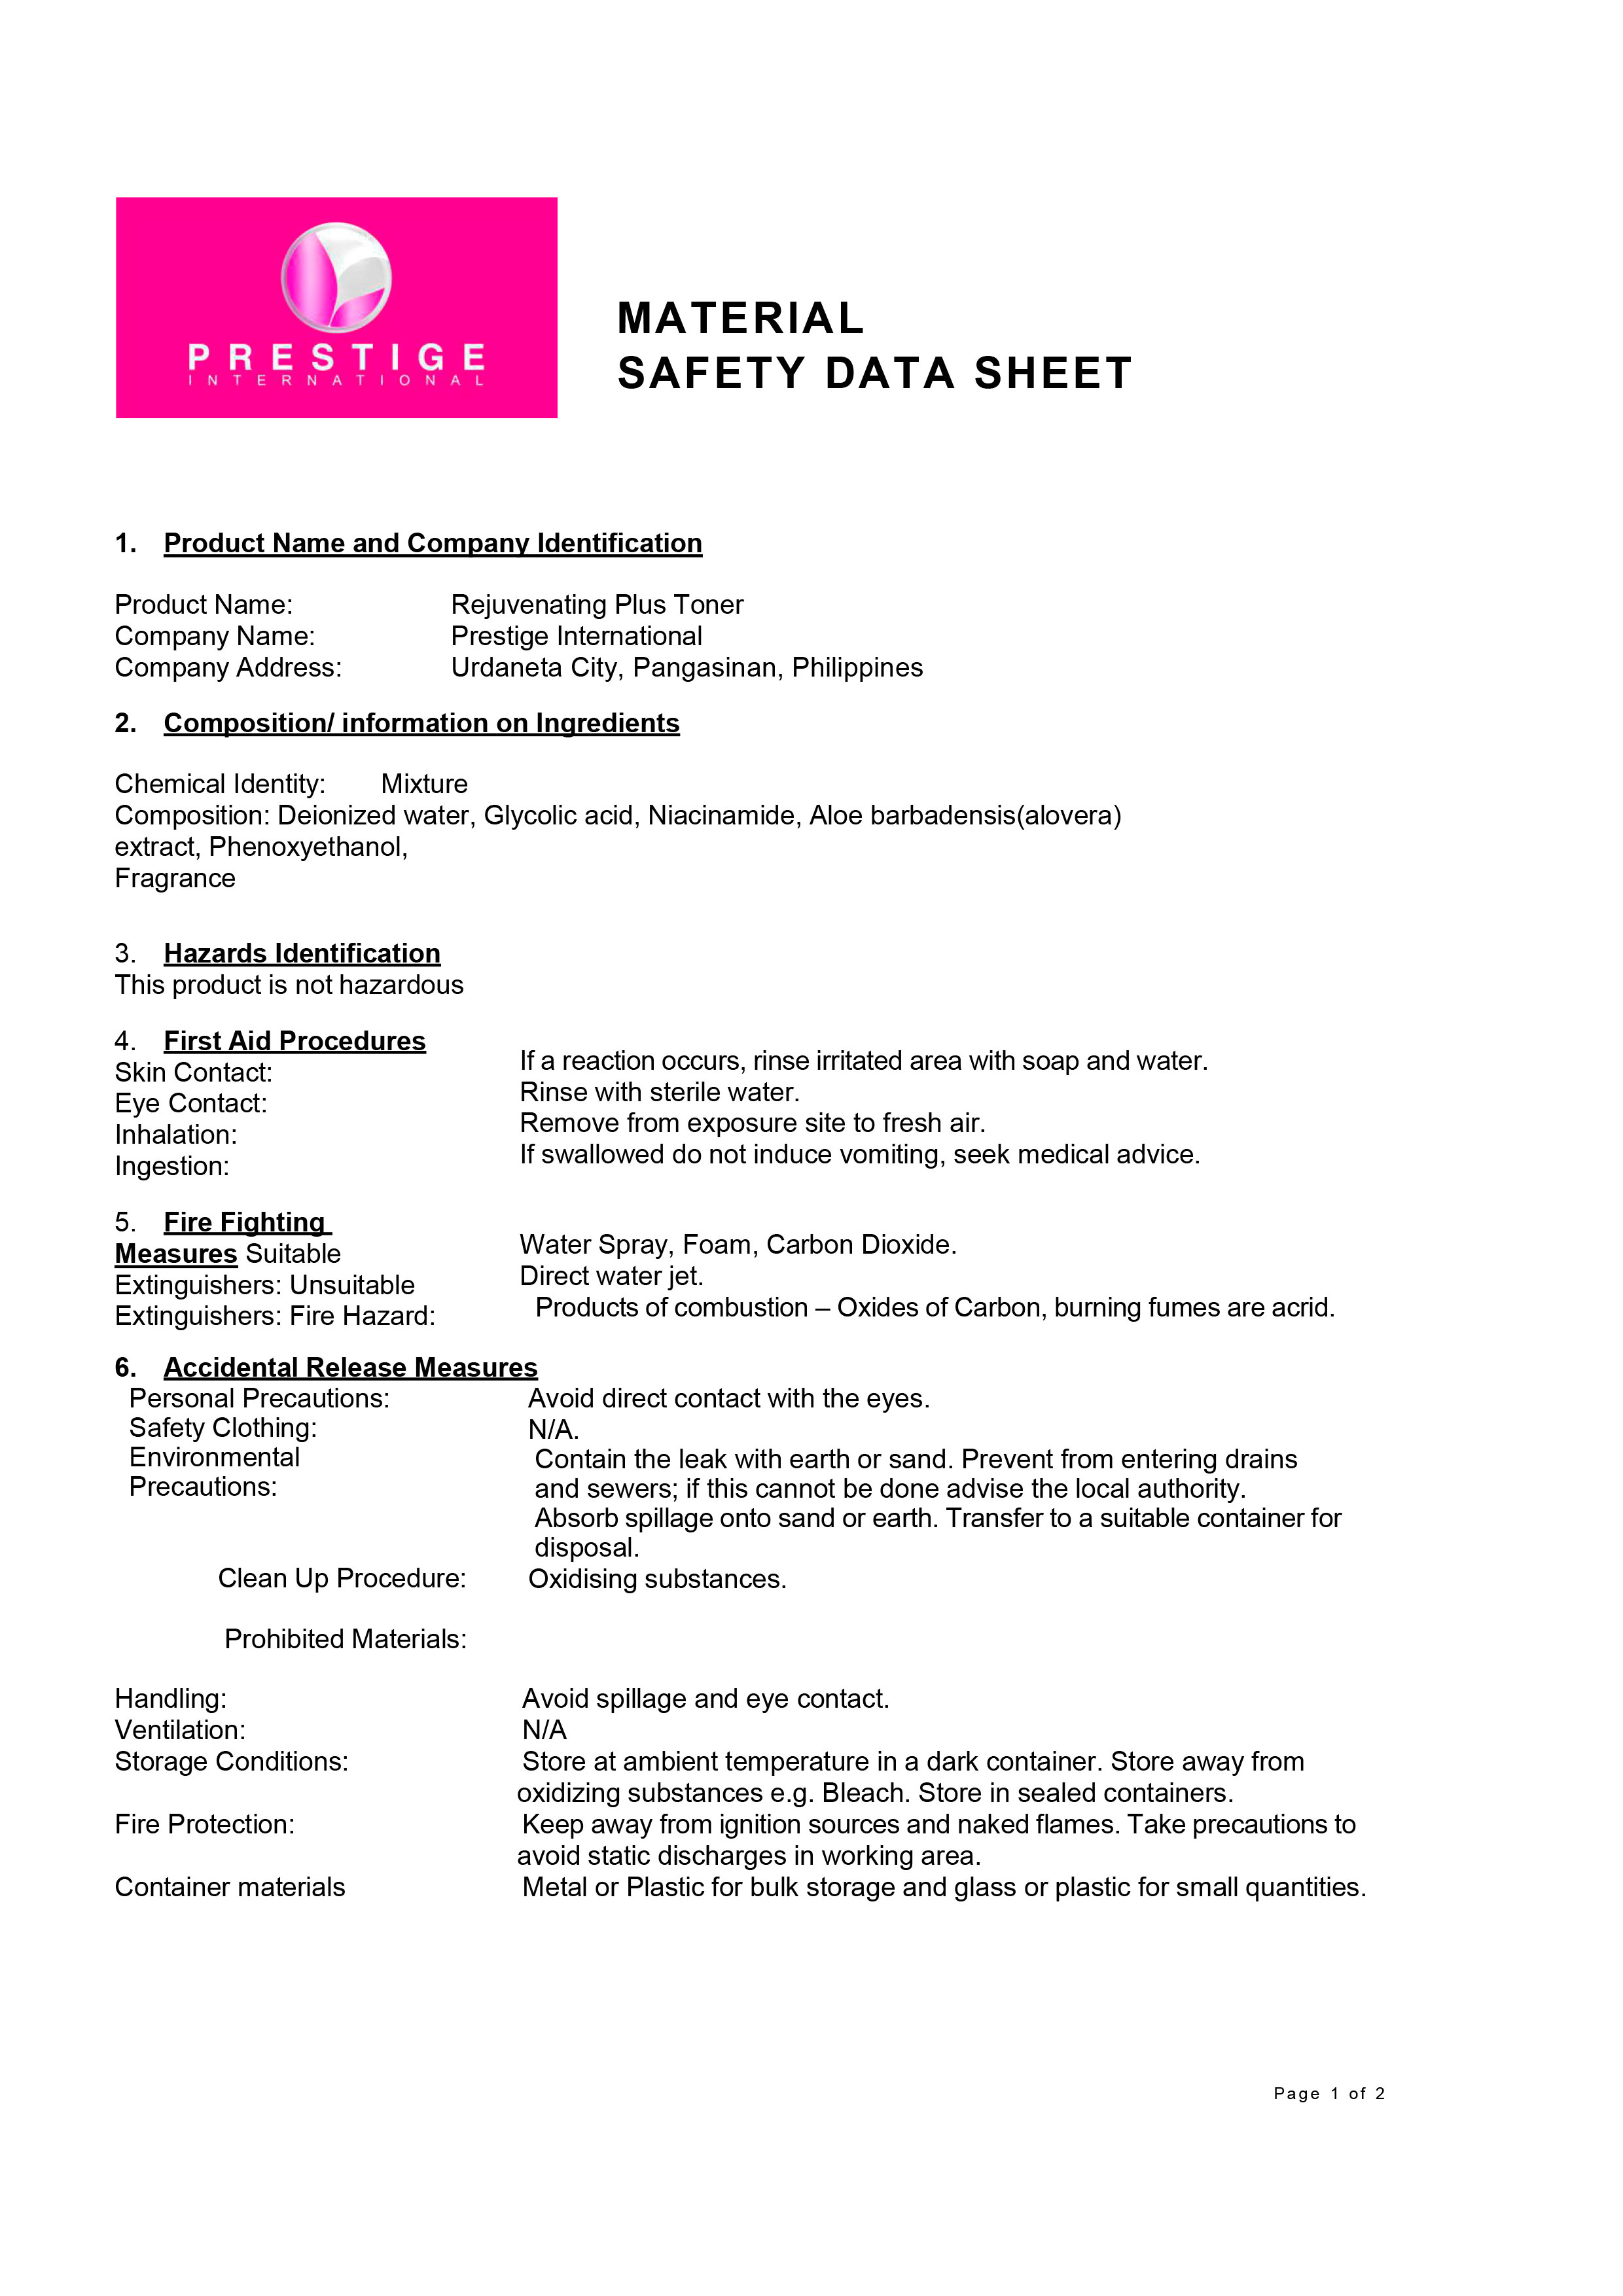 PRESTIGE
INTERNATIONAL
MATERIAL
SAFETY DATA SHEET
1. Product Name and Company Identification
Product Name: Rejuvenating Plus Toner
Company Name: Prestige International
Company Address: Urdaneta City, Pangasinan, Philippines
2. Composition/ information on Ingredients
Chemical Identity: Mixture
Composition: Deionized water, Glycolic acid, Niacinamide, Aloe barbadensis(alovera)
extract, Phenoxyethanol,
Fragrance
3. Hazards Identification
This product is not hazardous
4. First Aid Procedures
Skin Contact: If a reaction occurs, rinse irritated area with soap and water.
Eye Contact: Rinse with sterile water.
Inhalation: Remove from exposure site to fresh air.
Ingestion: If swallowed do not induce vomiting, seek medical advice.
5. Fire Fighting
Measures Suitable Water Spray, Foam, Carbon Dioxide.
Extinguishers: Unsuitable Direct water jet.
Extinguishers: Fire Hazard: Products of combustion – Oxides of Carbon, burning fumes are acrid.
6. Accidental Release Measures
Personal Precautions: Avoid direct contact with the eyes.
Safety Clothing: N/A.
Environmental Contain the leak with earth or sand. Prevent from entering drains
Precautions: and sewers; if this cannot be done advise the local authority.
Absorb spillage onto sand or earth. Transfer to a suitable container for
disposal.
Clean Up Procedure: Oxidising substances.
Prohibited Materials:
Handling: Avoid spillage and eye contact.
Ventilation: N/A
Storage Conditions: Store at ambient temperature in a dark container. Store away from
oxidizing substances e.g. Bleach. Store in sealed containers.
Fire Protection: Keep away from ignition sources and naked flames. Take precautions to
avoid static discharges in working area.
Container materials Metal or Plastic for bulk storage and glass or plastic for small quantities.
Page 1 of 2